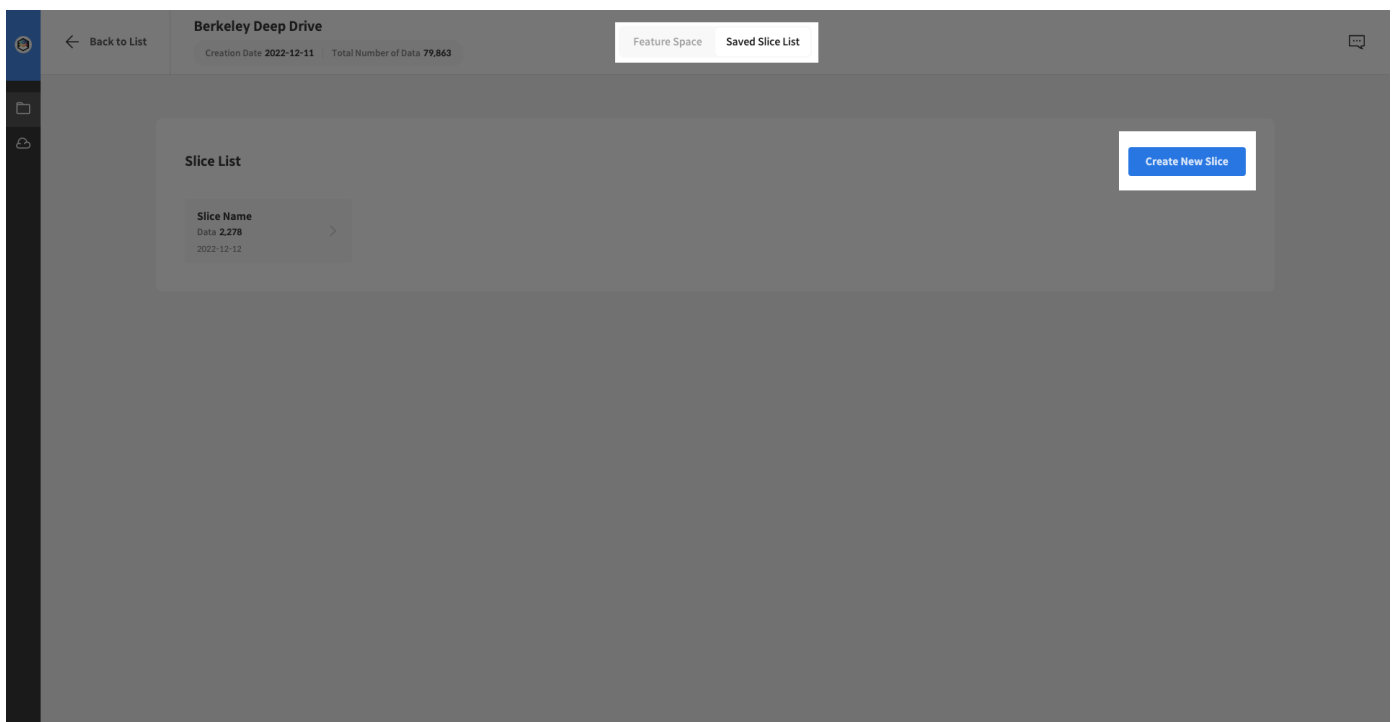 Back to List
Berkeley Deep Drive
Creation Date 2022-12-11 Total Number of Data 79,863
Feature Space Saved Slice List
Slice List
Create New Slice
Slice Name
Data 2,278
2022-12-12